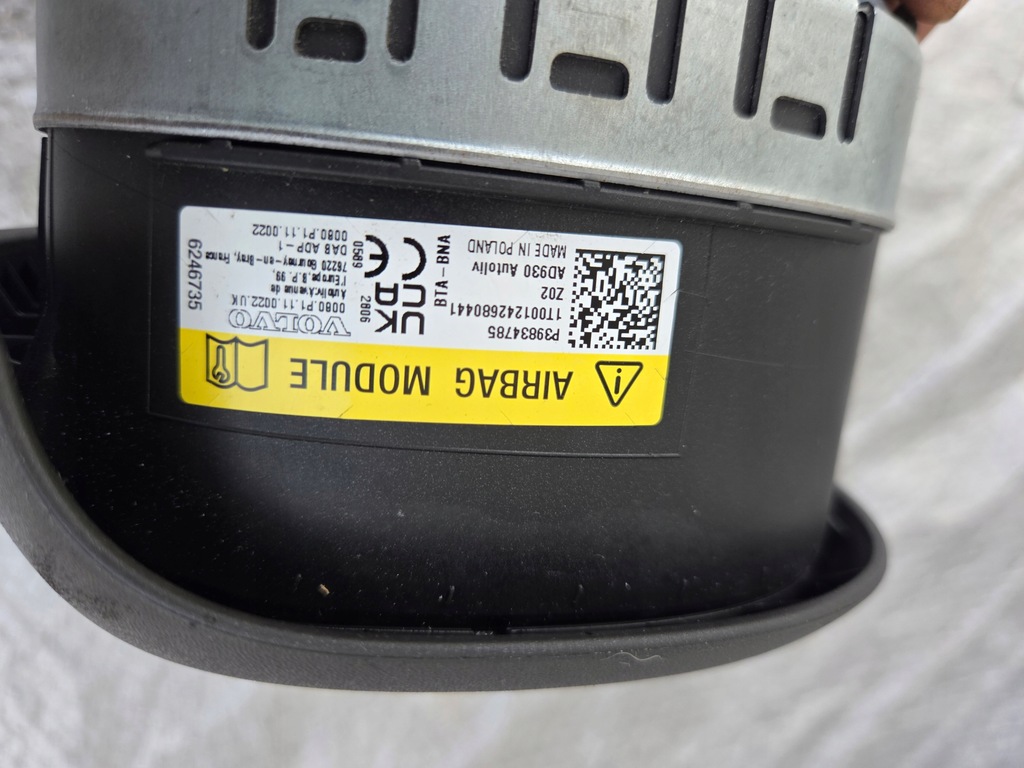 AIRBAG MODULE
P39834785
1T001242680441
Z02
AD930 Autoliv
MADE IN POLAND
BTA-BNA
UK
CA
2806
CE
0589
VOLVO
0080.P1.11.0022.UK
Autoliv,Avenue de
l'Europe,B.P. 99,
76220 Gournay-en-Bray, France
DAB ADP-1
0080.P1.11.0022
6246735